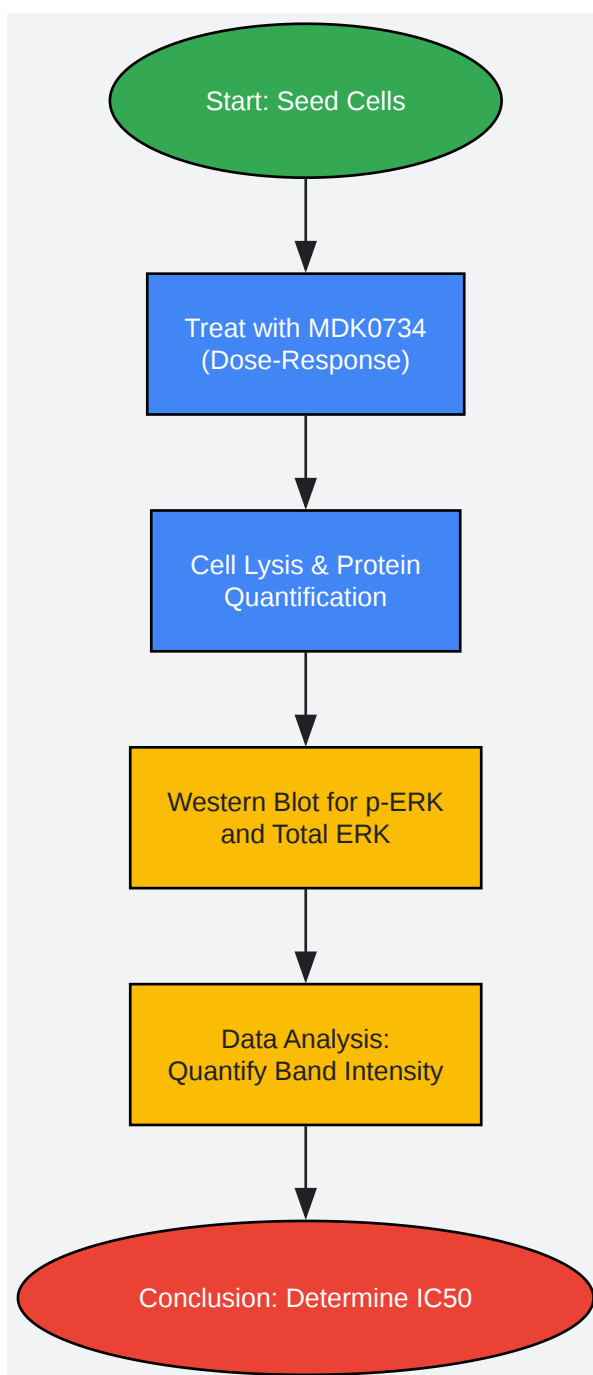 Start: Seed Cells
Treat with MDK0734
(Dose-Response)
Cell Lysis & Protein
Quantification
Western Blot for p-ERK
and Total ERK
Data Analysis:
Quantify Band Intensity
Conclusion: Determine IC50